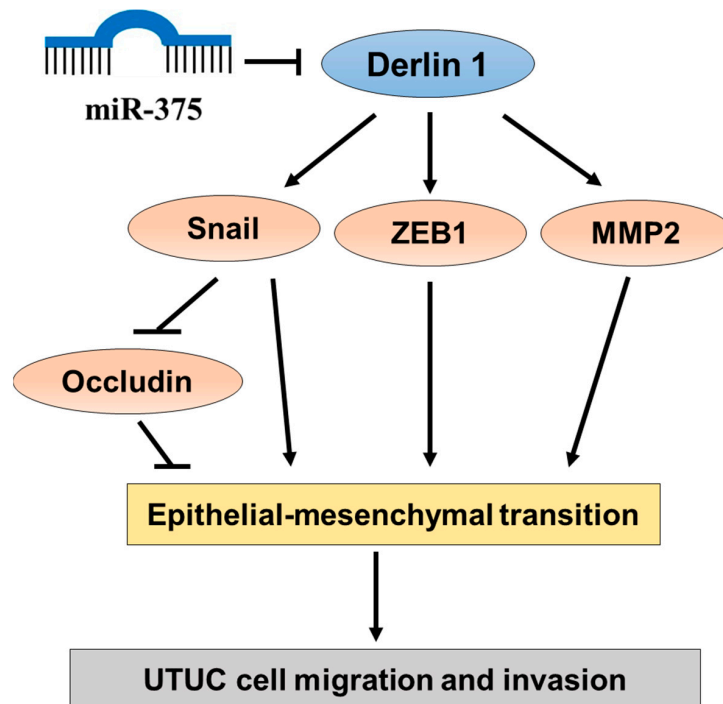 miR-375
Derlin 1
Snail
ZEB1
MMP2
Occludin
Epithelial-mesenchymal transition
UTUC cell migration and invasion